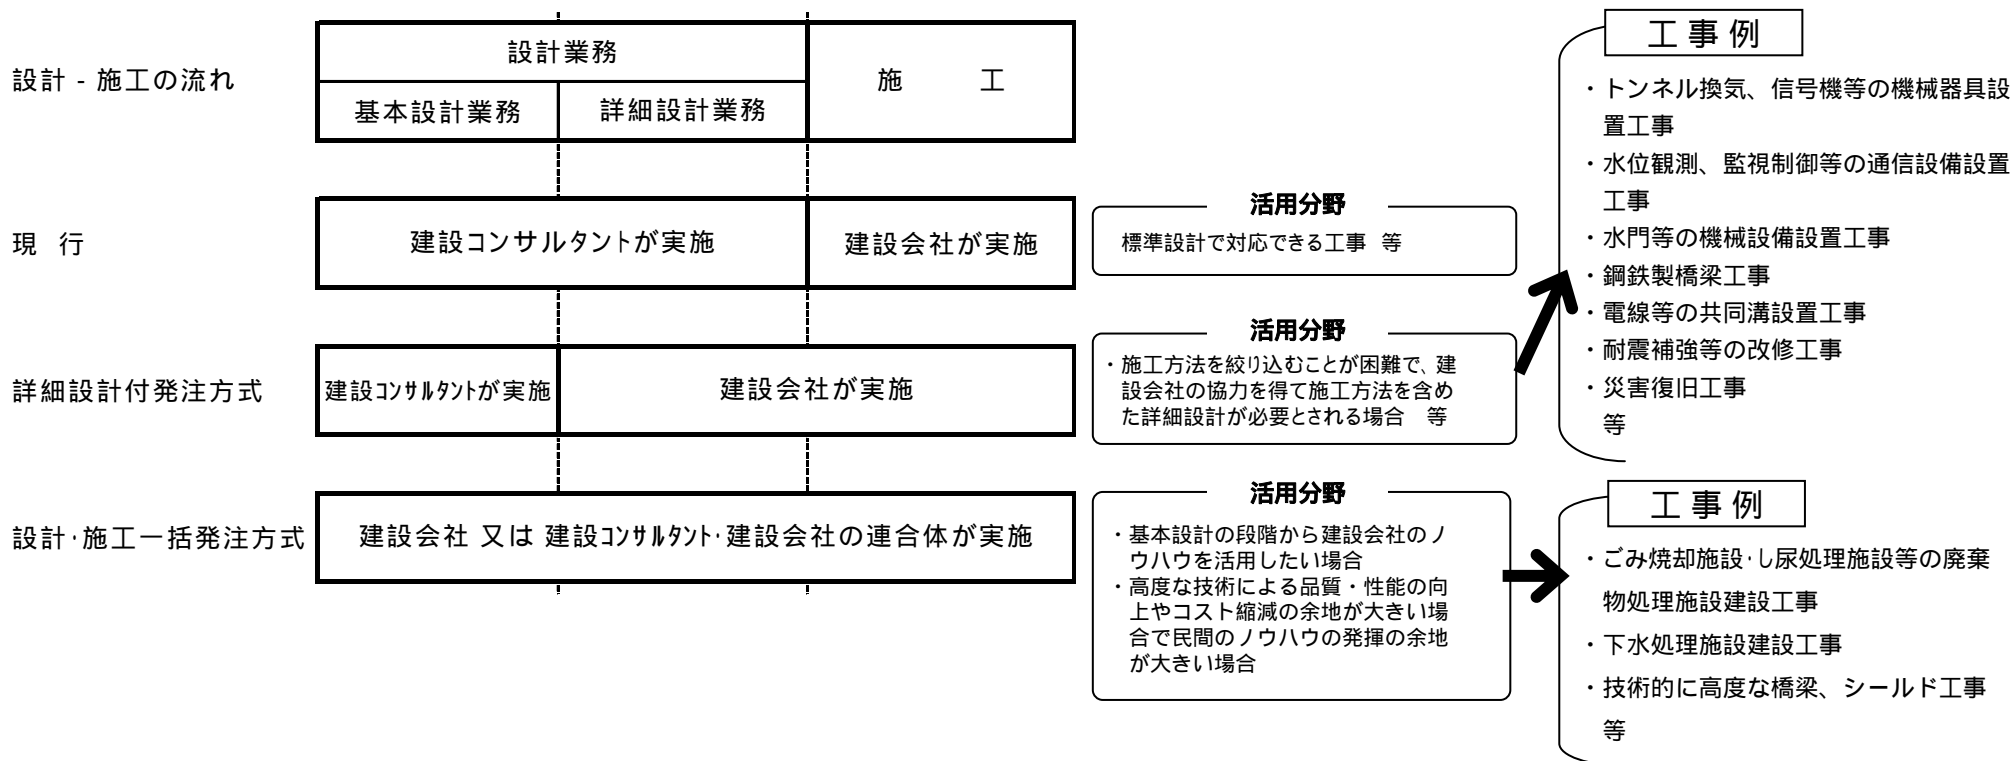 設計 - 施工の流れ
設計業務
基本設計業務
詳細設計業務
施 工
現 行
建設コンサルタントが実施
建設会社が実施
活用分野
標準設計で対応できる工事 等
詳細設計付発注方式
建設コンサルタントが実施
建設会社が実施
活用分野
・施工方法を絞り込むことが困難で、建
設会社の協力を得て施工方法を含め
た詳細設計が必要とされる場合 等
設計・施工一括発注方式
建設会社 又は 建設コンサルタント・建設会社の連合体が実施
活用分野
・基本設計の段階から建設会社のノ
ウハウを活用したい場合
・高度な技術による品質・性能の向
上やコスト縮減の余地が大きい場
合で民間のノウハウの発揮の余地
が大きい場合
工 事 例
・トンネル換気、信号機等の機械器具設
置工事
・水位観測、監視制御等の通信設備設置
工事
・水門等の機械設備設置工事
・鋼鉄製橋梁工事
・電線等の共同溝設置工事
・耐震補強等の改修工事
・災害復旧工事
等
工 事 例
・ごみ焼却施設・し尿処理施設等の廃棄
物処理施設建設工事
・下水処理施設建設工事
・技術的に高度な橋梁、シールド工事
等